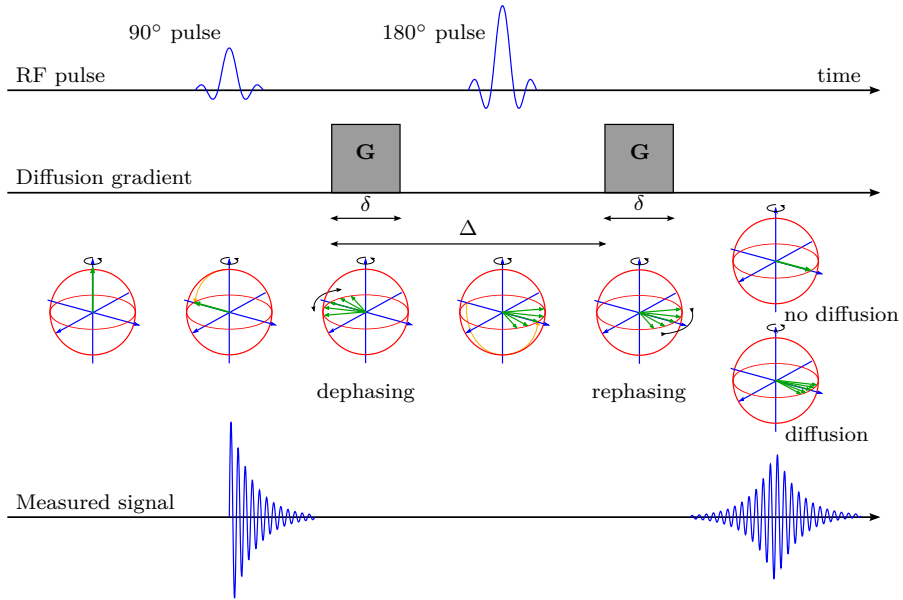 90° pulse
180° pulse
RF pulse
time
G
G
Diffusion gradient
δ
δ
Δ
no diffusion
dephasing
rephasing
diffusion
Measured signal